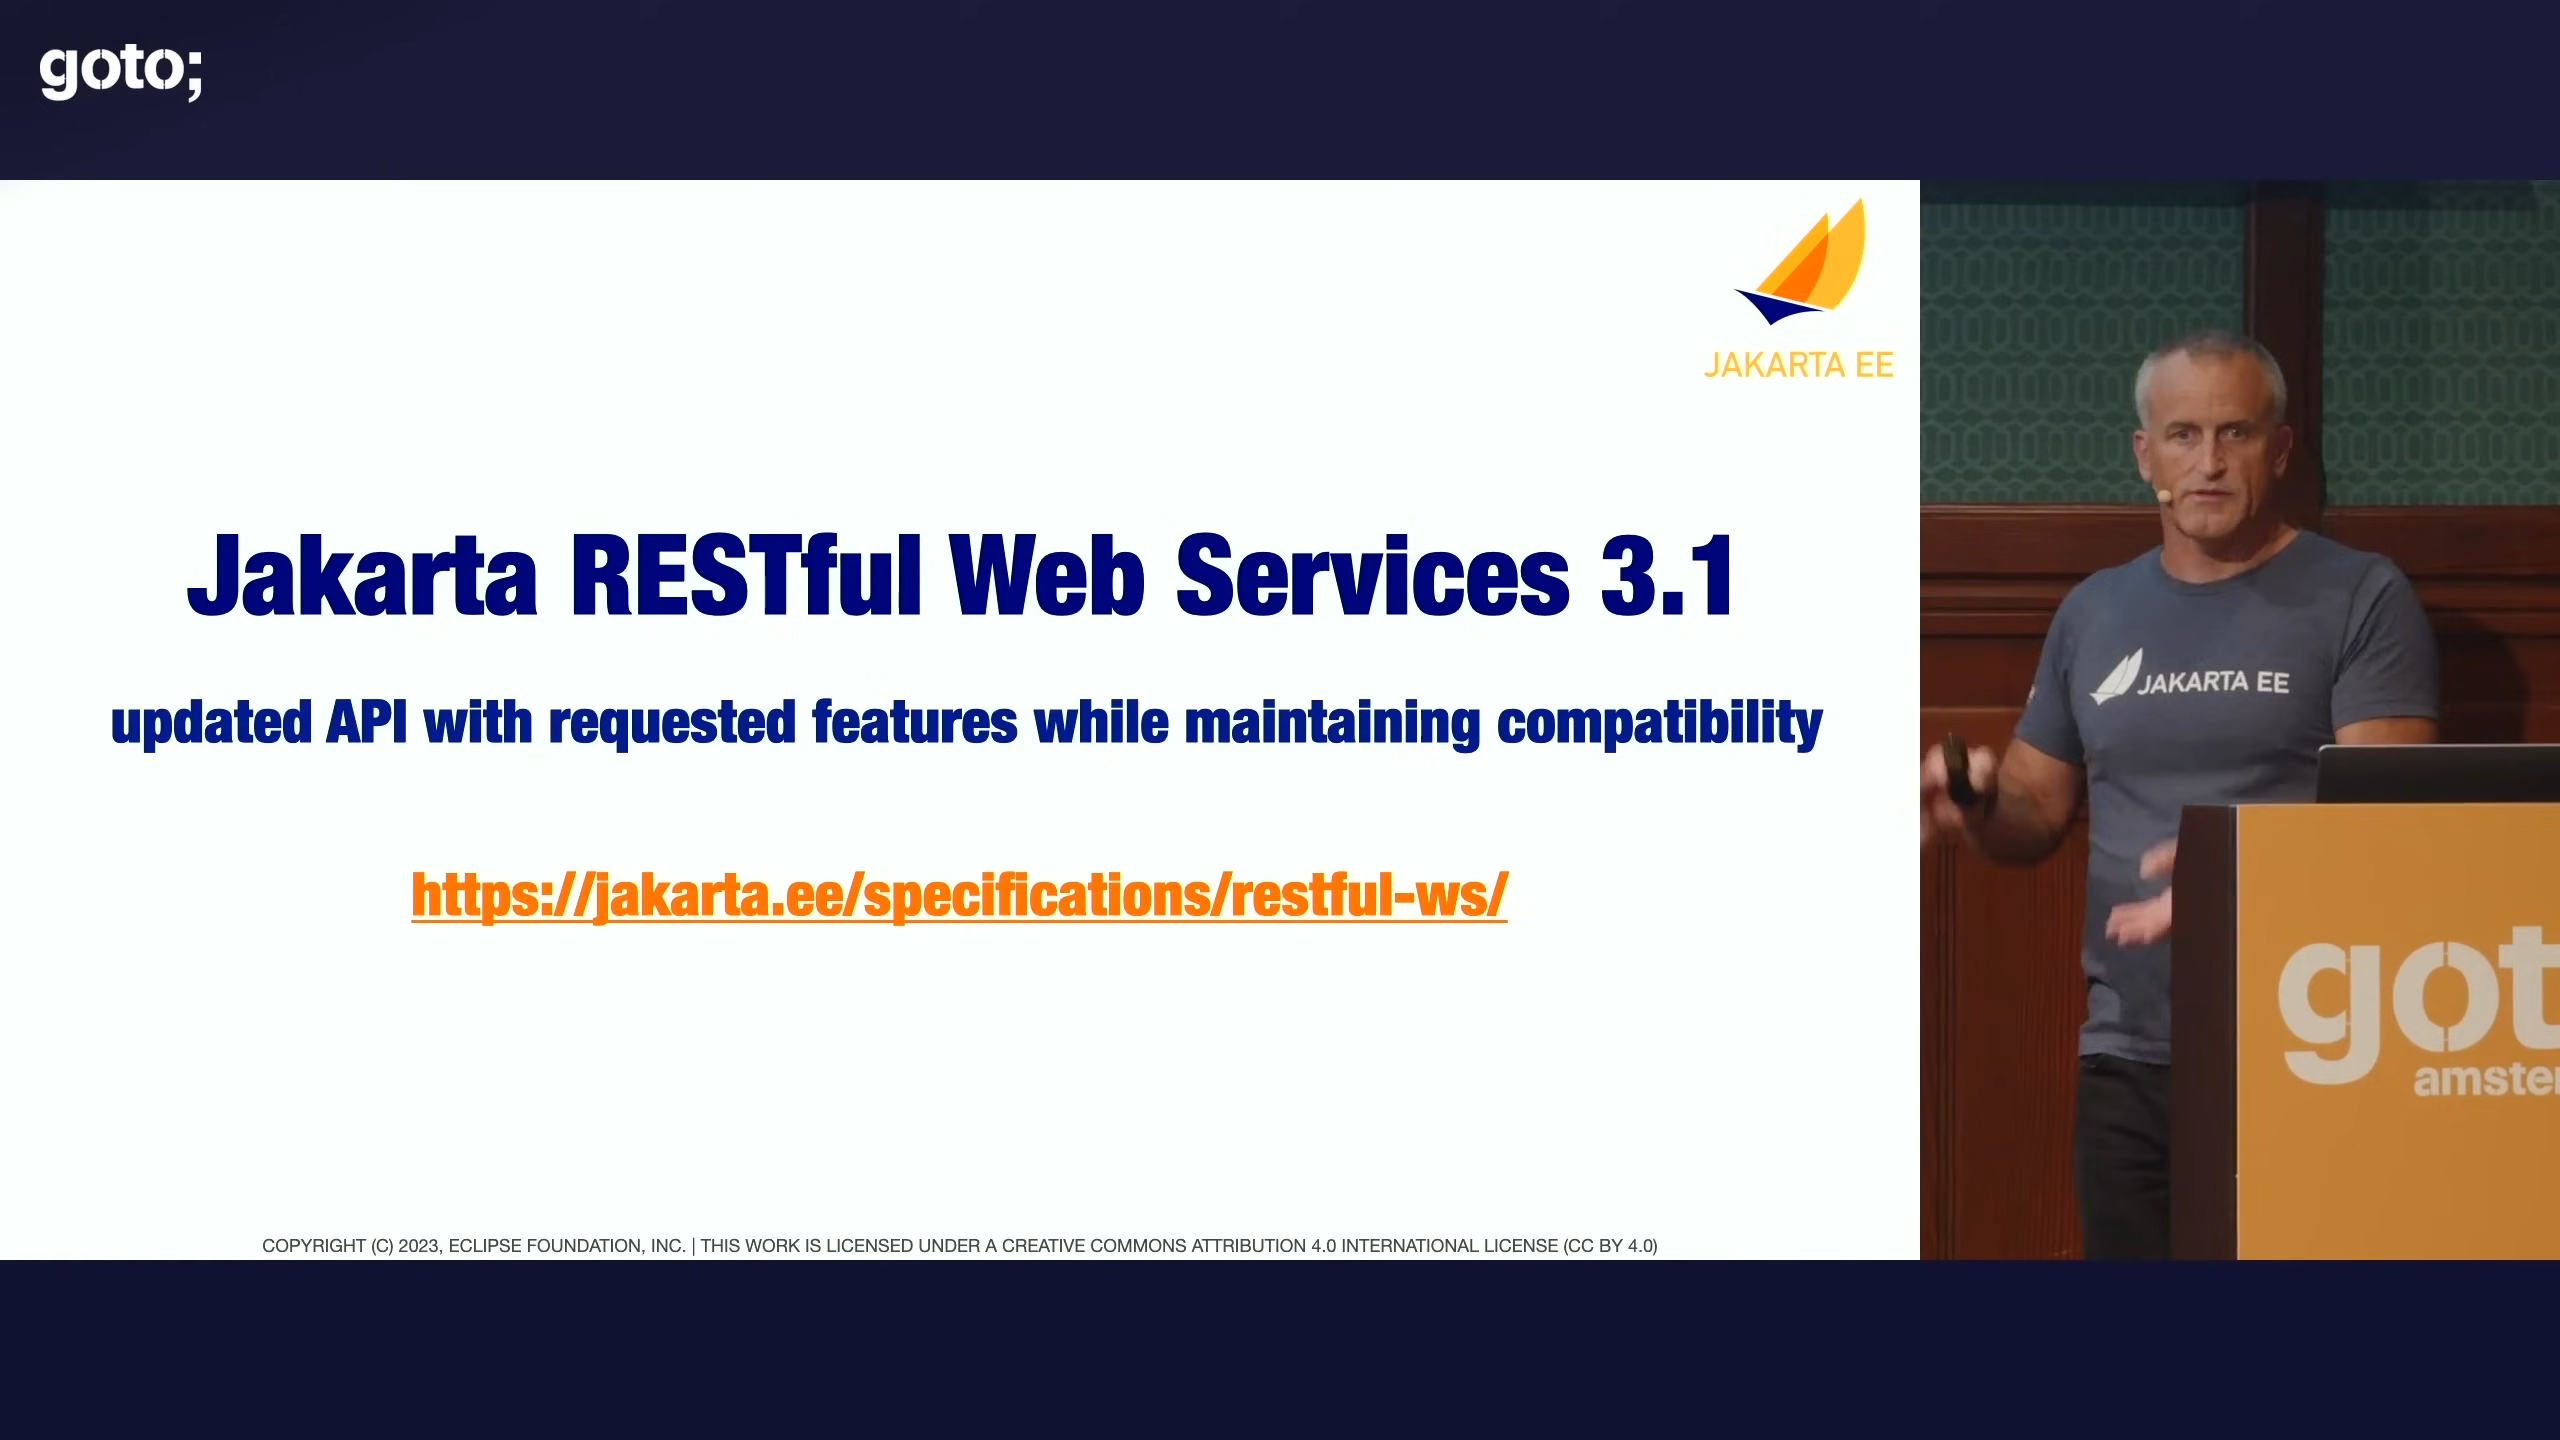 goto;
JAKARTA EE
Jakarta RESTful Web Services 3.1
updated API with requested features while maintaining compatibility
https://jakarta.ee/specifications/restful-ws/
COPYRIGHT (C) 2023, ECLIPSE FOUNDATION, INC. | THIS WORK IS LICENSED UNDER A CREATIVE COMMONS ATTRIBUTION 4.0 INTERNATIONAL LICENSE (CC BY 4.0)
JAKARTA EE
got
amster